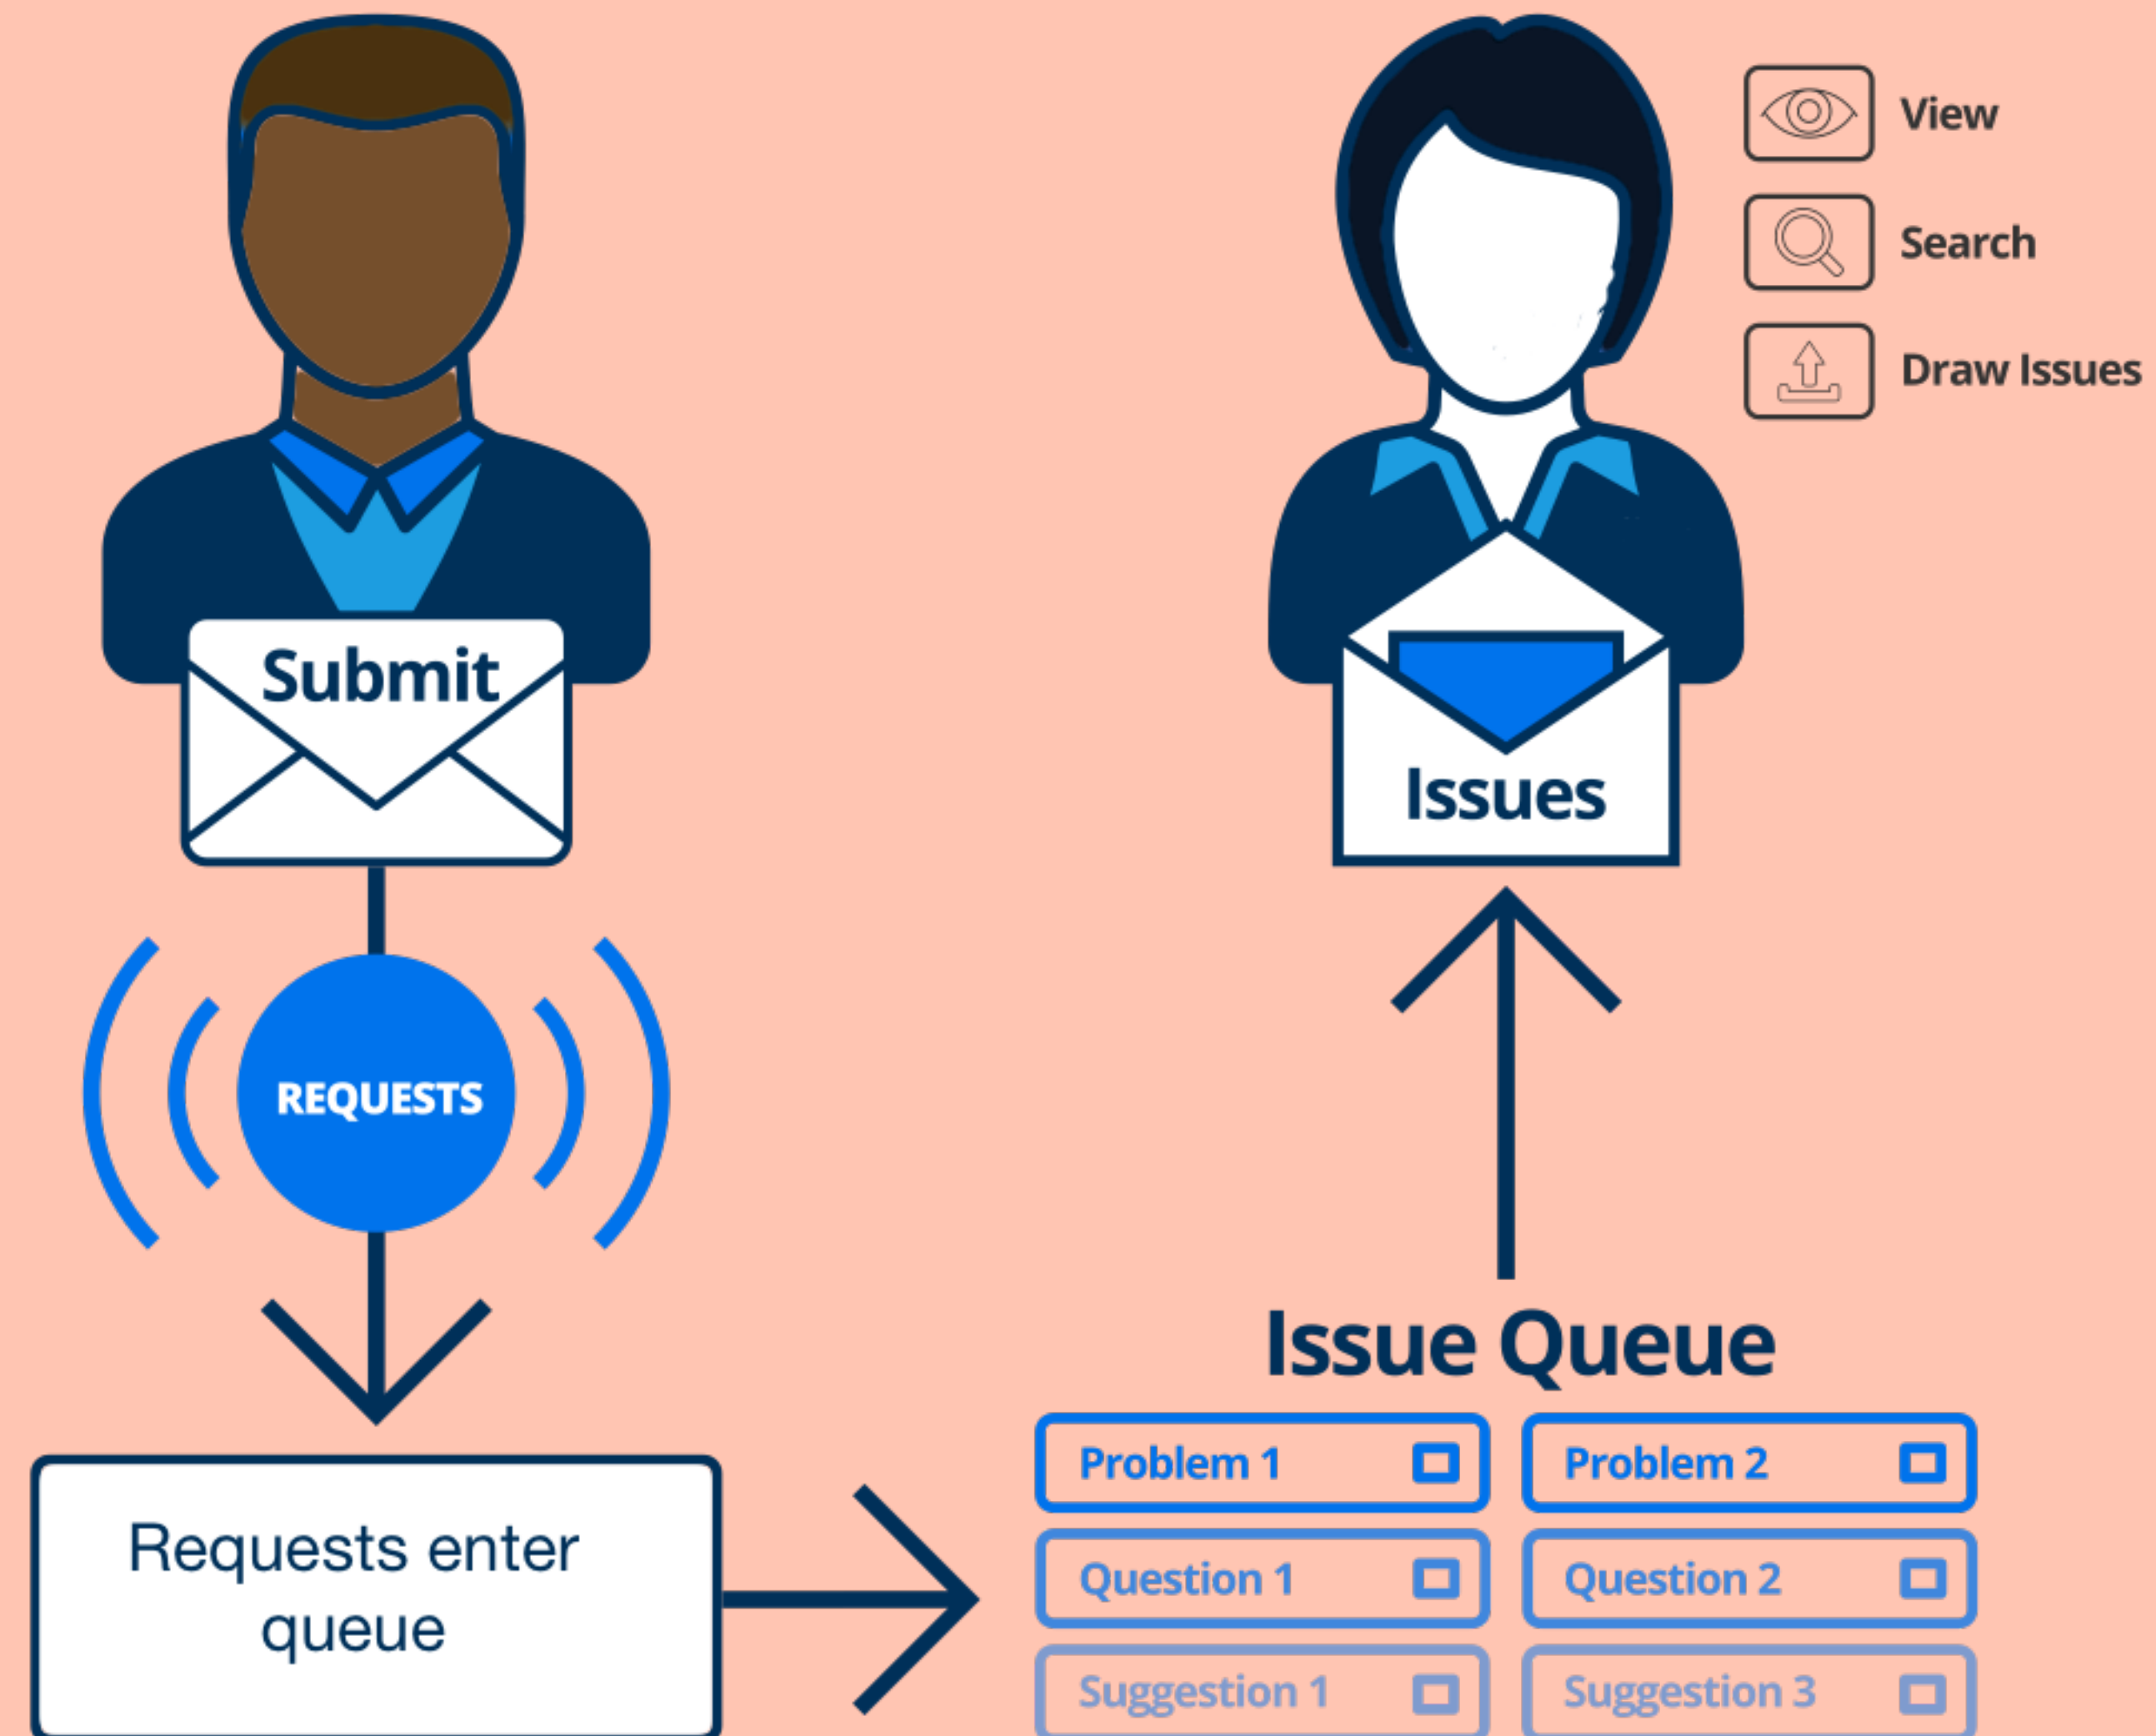 View
Search
Draw Issues
Submit
Issues
REQUESTS
Requests enter
queue
Issue Queue
Problem 1
Problem 2
Question 1
Question 2
Suggestion 1
Suggestion 3